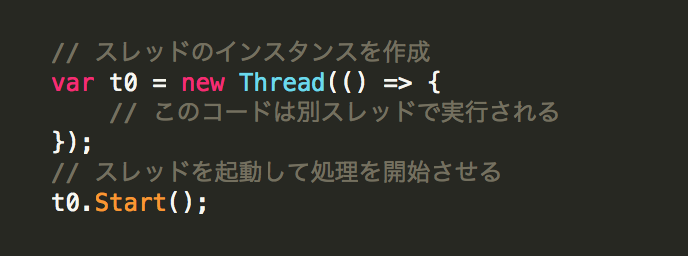 // スレッドのインスタンスを作成
var t0 = new Thread(() => {
    // このコードは別スレッドで実行される
});
// スレッドを起動して処理を開始させる
t0.Start();